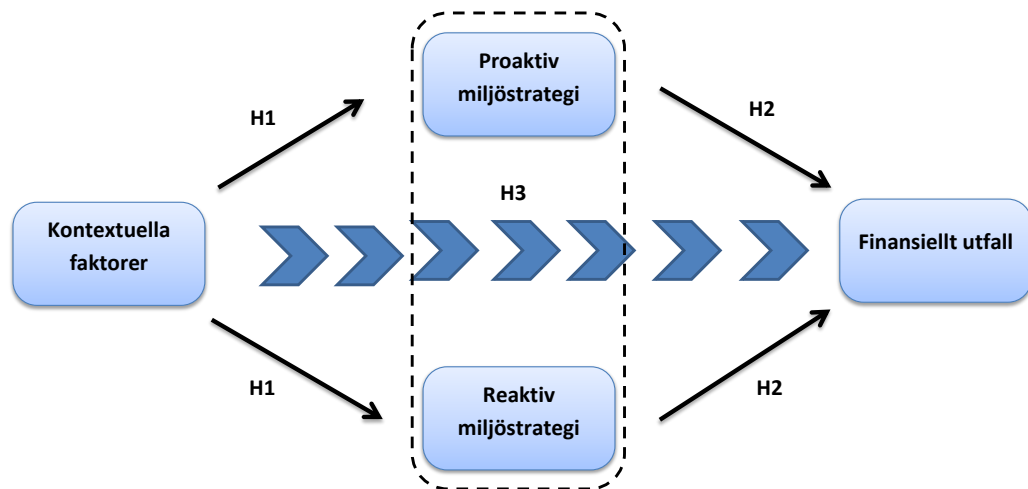 Proaktiv
miljöstrategi
H1
H2
H3
Kontextuella
faktorer
Finansiellt utfall
H1
H2
Reaktiv
miljöstrategi